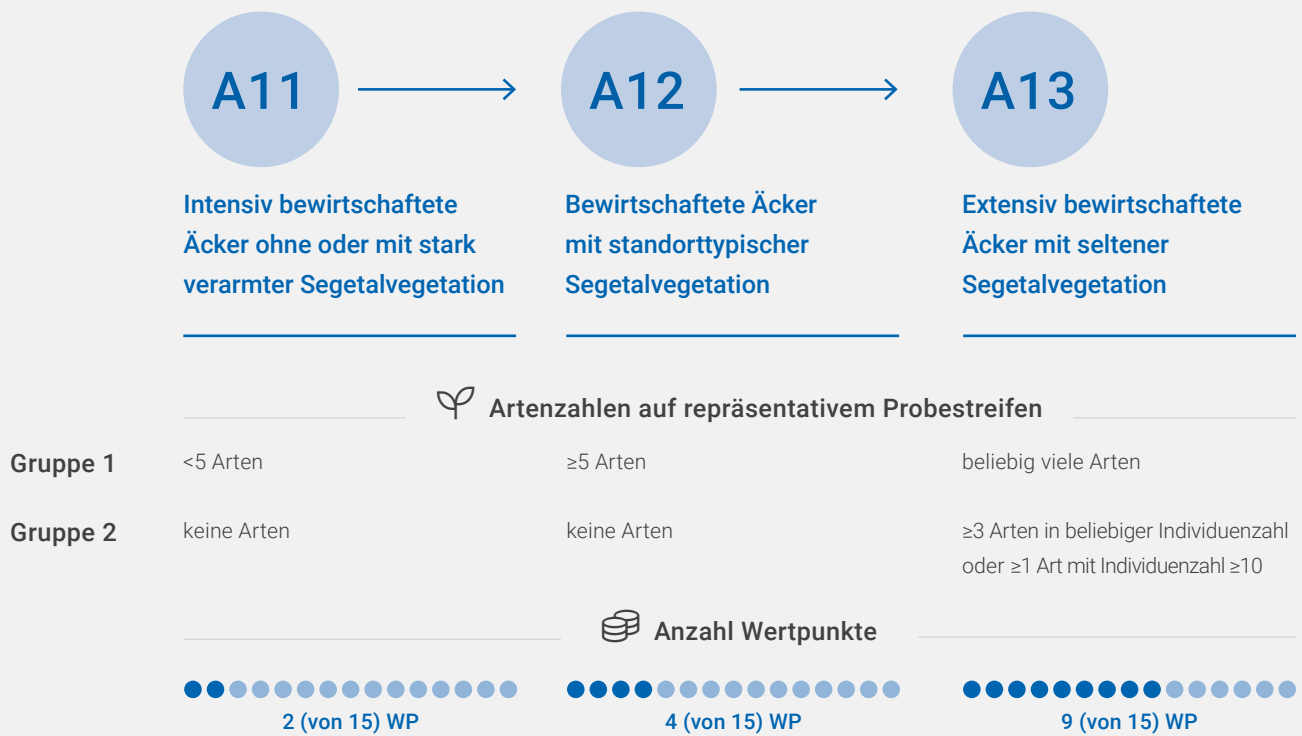 A11
A12
A13
Intensiv bewirtschaftete
Äcker ohne oder mit stark
verarmter Segetalvegetation
Bewirtschaftete Äcker
mit standorttypischer
Segetalvegetation
Extensiv bewirtschaftete
Äcker mit seltener
Segetalvegetation
Artenzahlen auf repräsentativem Probestreifen
Gruppe 1
<5 Arten
≥5 Arten
beliebig viele Arten
Gruppe 2
keine Arten
keine Arten
≥3 Arten in beliebiger Individuenzahl
oder ≥1 Art mit Individuenzahl ≥10
Anzahl Wertpunkte
2 (von 15) WP
4 (von 15) WP
9 (von 15) WP